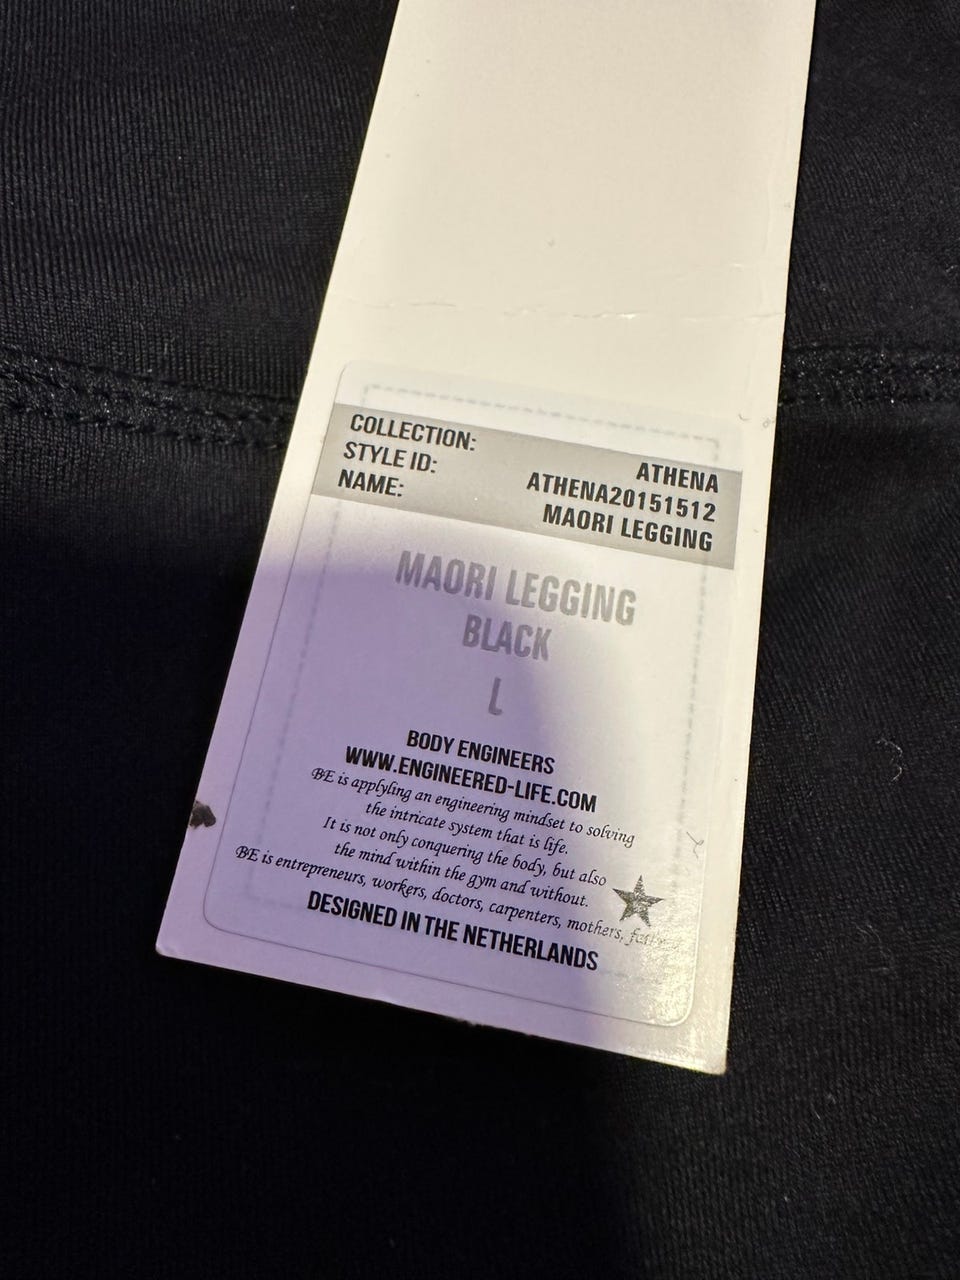 COLLECTION: ATHENA
STYLE ID: ATHENA20151512
NAME: MAORI LEGGING
MAORI LEGGING
BLACK
L
BODY ENGINEERS
WWW.ENGINEERED-LIFE.COM
BE is applyling an engineering mindset to solving
the intricate system that is life.
It is not only conquering the body, but also
the mind within the gym and without.
BE is entrepreneurs, workers, doctors, carpenters, mothers,
DESIGNED IN THE NETHERLANDS